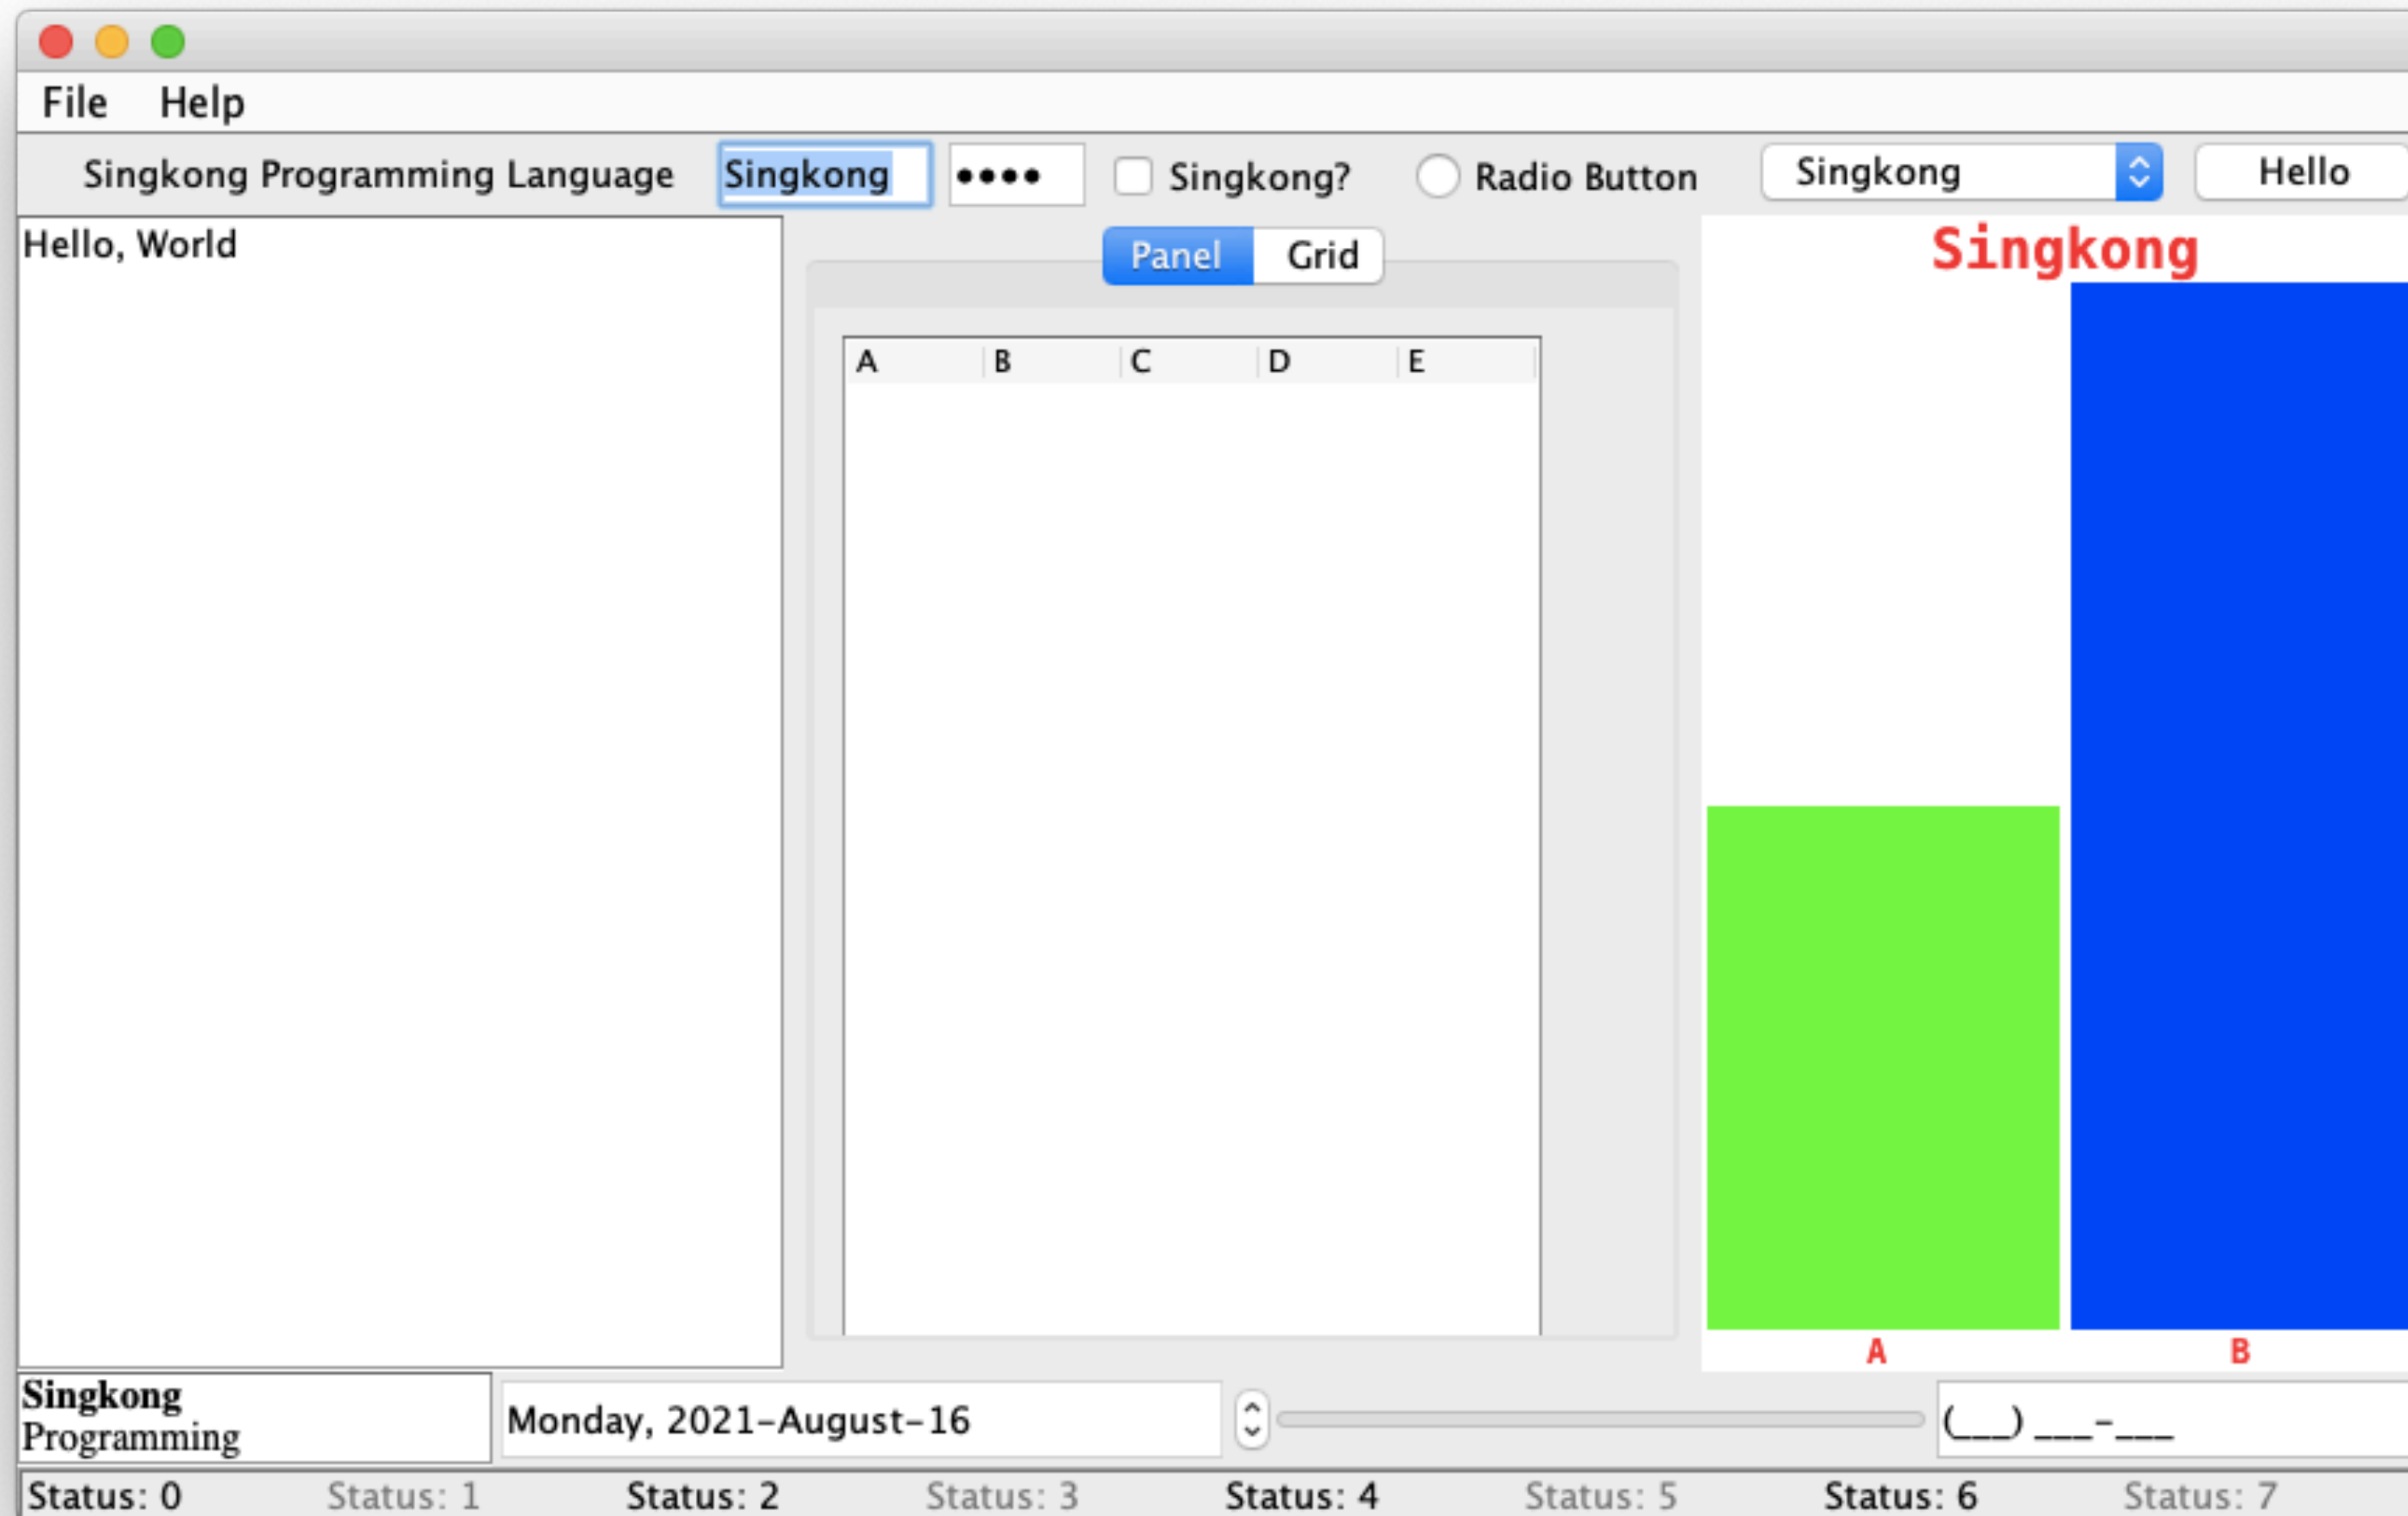 File Help
Singkong Programming Language Singkong •••• Singkong? Radio Button Singkong Hello
Hello, World
Panel Grid
A B C D E
Singkong
A B
Singkong
Programming
Monday, 2021-August-16
(___) ___-___
Status: 0 Status: 1 Status: 2 Status: 3 Status: 4 Status: 5 Status: 6 Status: 7